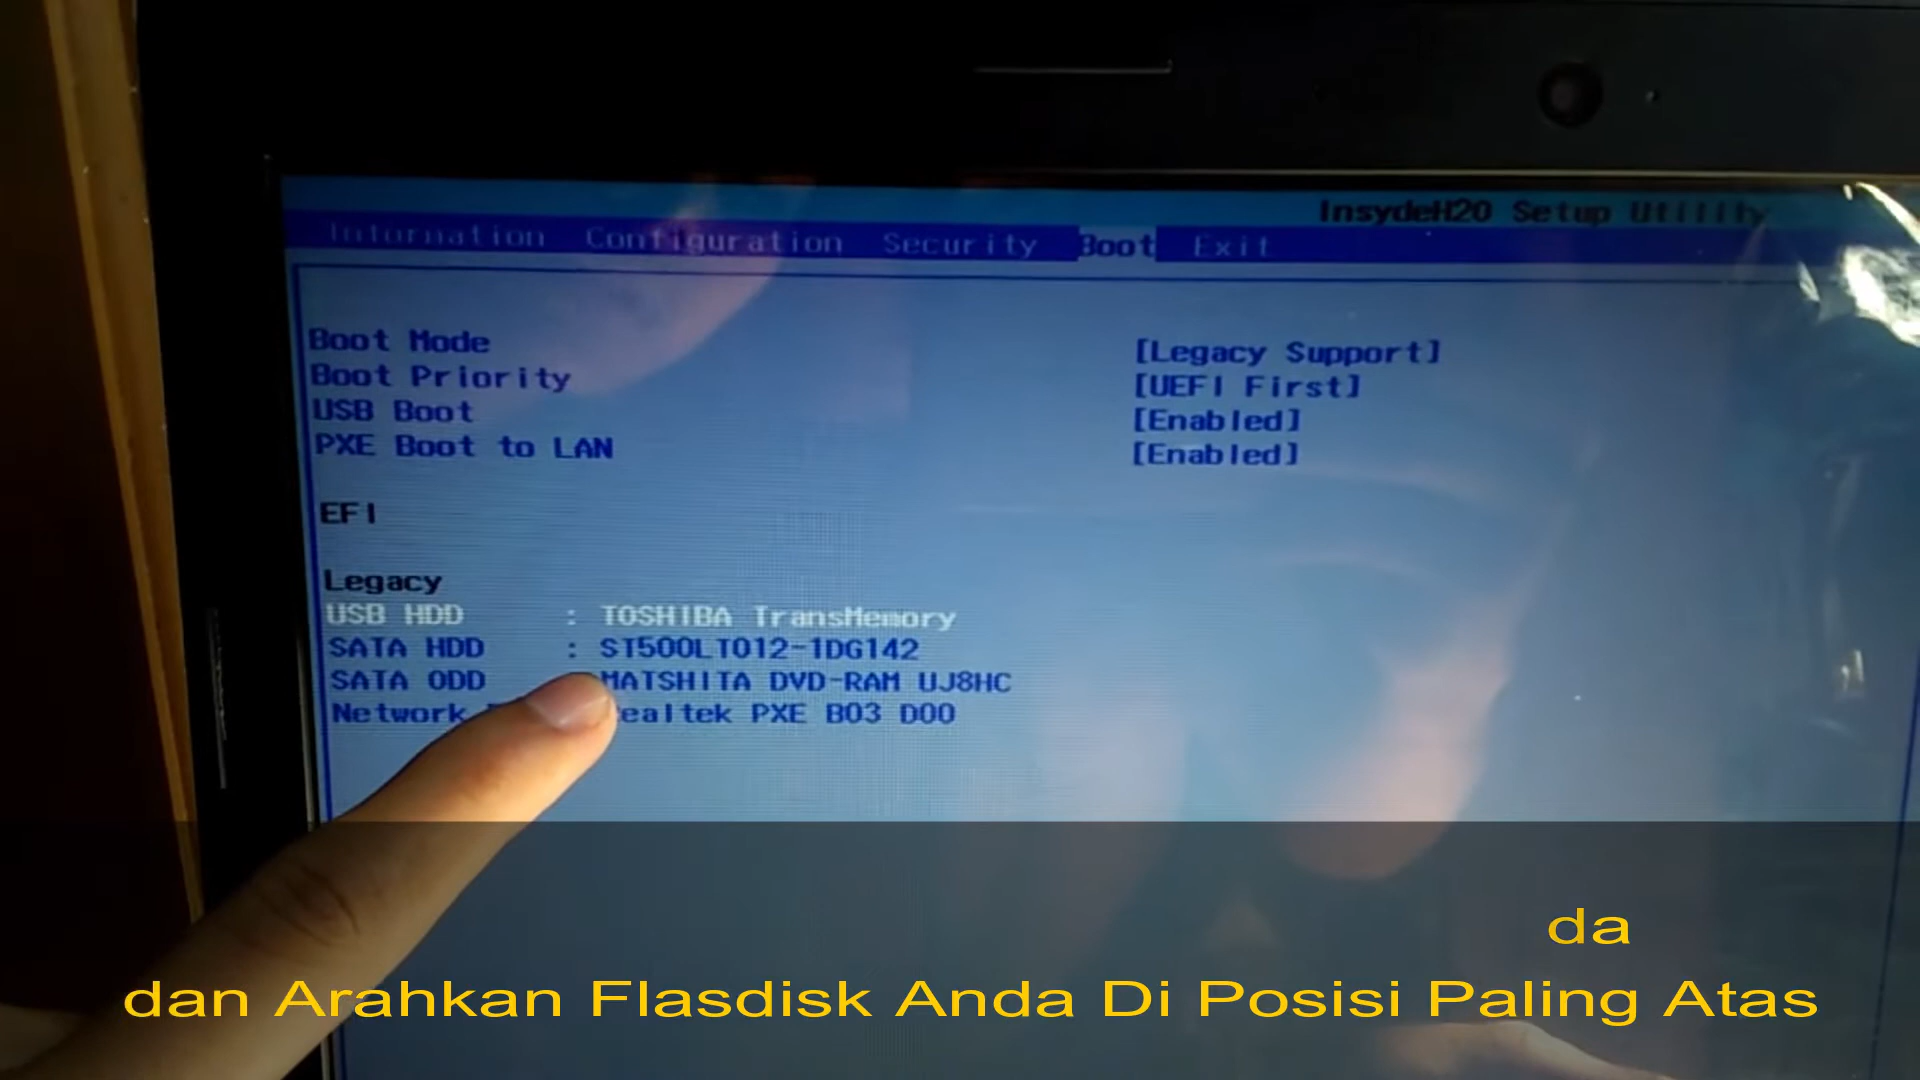 InsydeH20 Setup Utility
Information Configuration Security Boot Exit
Boot Mode [Legacy Support]
Boot Priority [UEFI First]
USB Boot [Enabled]
PXE Boot to LAN [Enabled]
EFI
Legacy
USB HDD : TOSHIBA TransMemory
SATA HDD : ST500LT012-1DG142
SATA ODD MATSHITA DVD-RAM UJ8HC
Network ealtek PXE B03 D00
da
dan Arahkan Flasdisk Anda Di Posisi Paling Atas